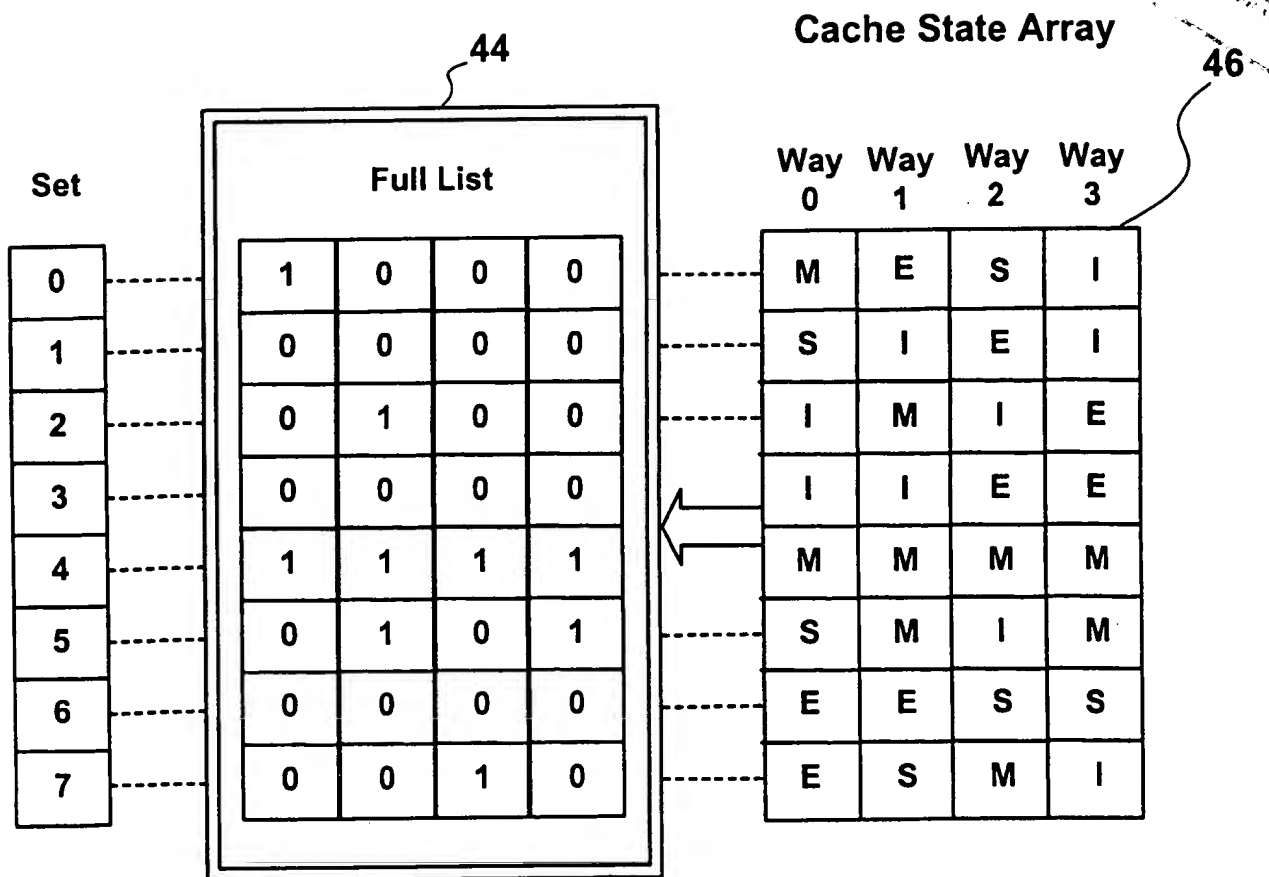 Cache State Array
44
46
Set
Full List
Way Way Way Way
0 1 2 3
0 1 0 0 0 M E S I
1 0 0 0 0 S I E I
2 0 1 0 0 I M I E
3 0 0 0 0 I I E E
4 1 1 1 1 M M M M
5 0 1 0 1 S M I M
6 0 0 0 0 E E S S
7 0 0 1 0 E S M I